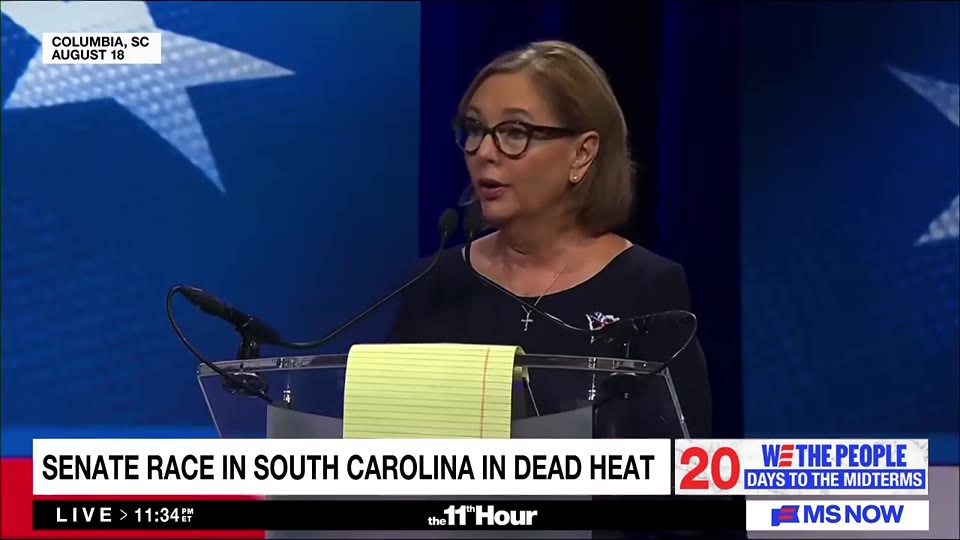 COLUMBIA, SC
AUGUST 18
SENATE RACE IN SOUTH CAROLINA IN DEAD HEAT
20
WE THE PEOPLE
DAYS TO THE MIDTERMS
LIVE > 11:34 PM ET
the 11th Hour
MS NOW